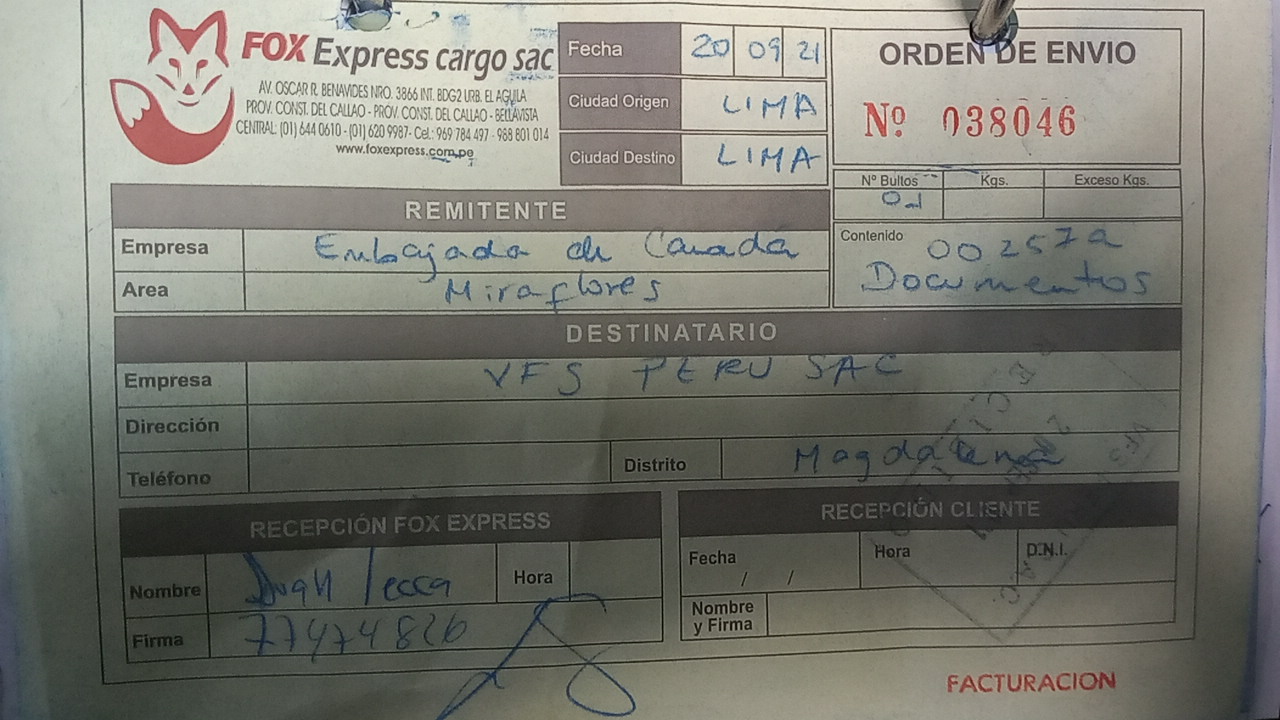 FOX Express cargo sac
AV. OSCAR R. BENAVIDES NRO. 3866 INT. BDG2 URB. EL AGUILA
PROV. CONST. DEL CALLAO - PROV. CONST. DEL CALLAO - BELLAVISTA
CENTRAL: (01) 644 0610 - (01) 620 9987- Cel.: 969 784 497 - 988 801 014
www.foxexpress.com.pe
Fecha 20 09 21
Ciudad Origen LIMA
Ciudad Destino LIMA
ORDEN DE ENVIO
Nº 038046
Nº Bultos Kgs. Exceso Kgs.
01
REMITENTE
Empresa Embajada de Canadá
Area Miraflores
Contenido 002572
Documentos
DESTINATARIO
Empresa VFS PERU SAC
Dirección
Teléfono Distrito Magdalena
RECEPCIÓN FOX EXPRESS
Nombre Hora
Firma 77474826
RECEPCIÓN CLIENTE
Fecha / / Hora D.N.I.
Nombre
y Firma
FACTURACION